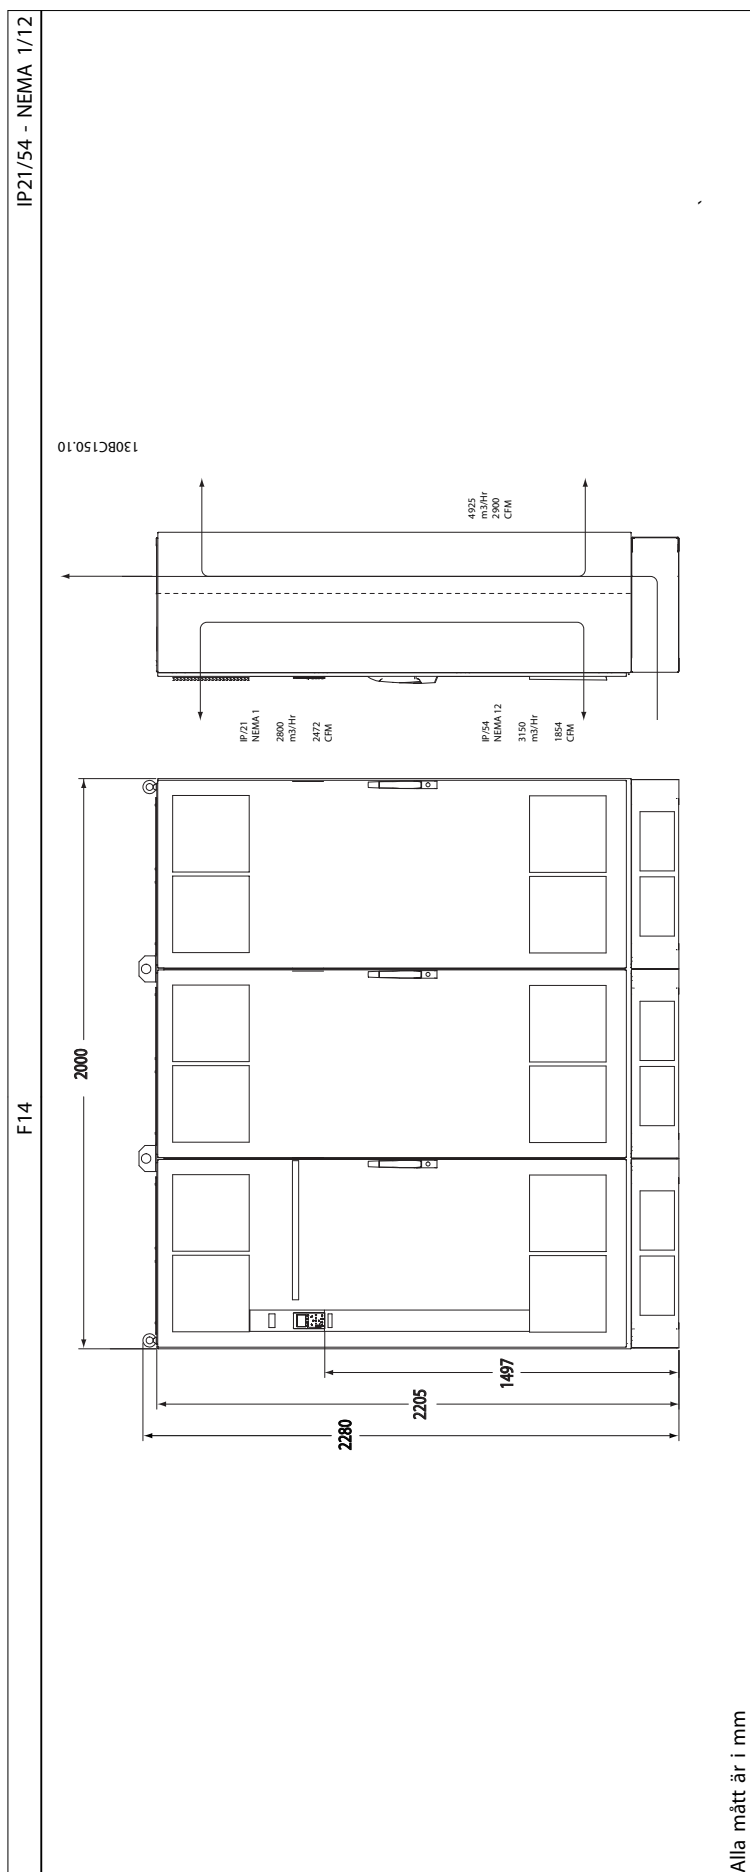 F14
IP21/54 - NEMA 1/12
130BC150.10
2000
1497
2205
2280
IP/21
NEMA 1
2800
m3/Hr
2472
CFM
IP/54
NEMA 12
3150
m3/Hr
1854
CFM
4925
m3/Hr
2900
CFM
Alla mått är i mm